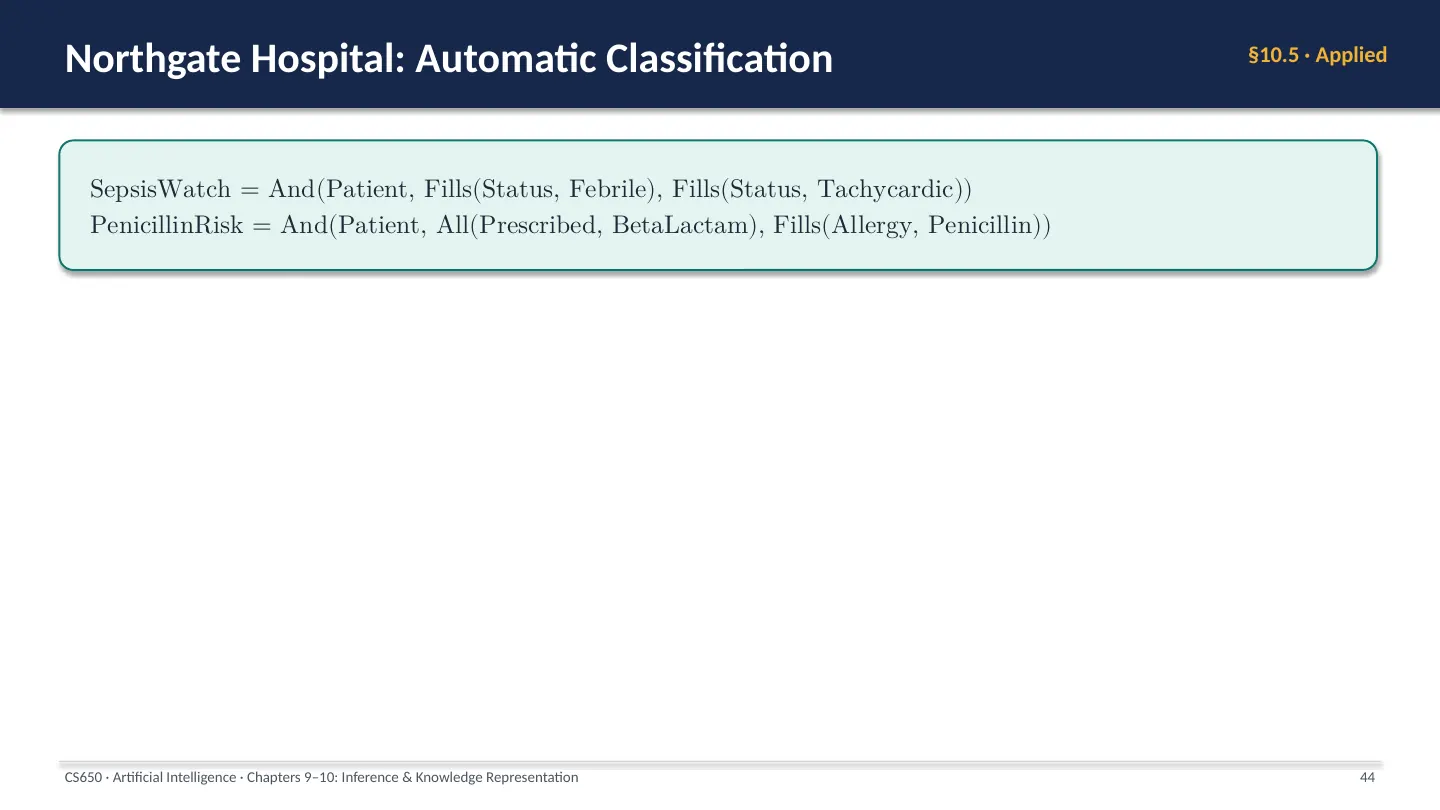 Northgate Hospital: Automatic Classification
§10.5 · Applied
SepsisWatch = And(Patient, Fills(Status, Febrile), Fills(Status, Tachycardic))
PenicillinRisk = And(Patient, All(Prescribed, BetaLactam), Fills(Allergy, Penicillin))
CS650 · Artificial Intelligence · Chapters 9–10: Inference & Knowledge Representation
44